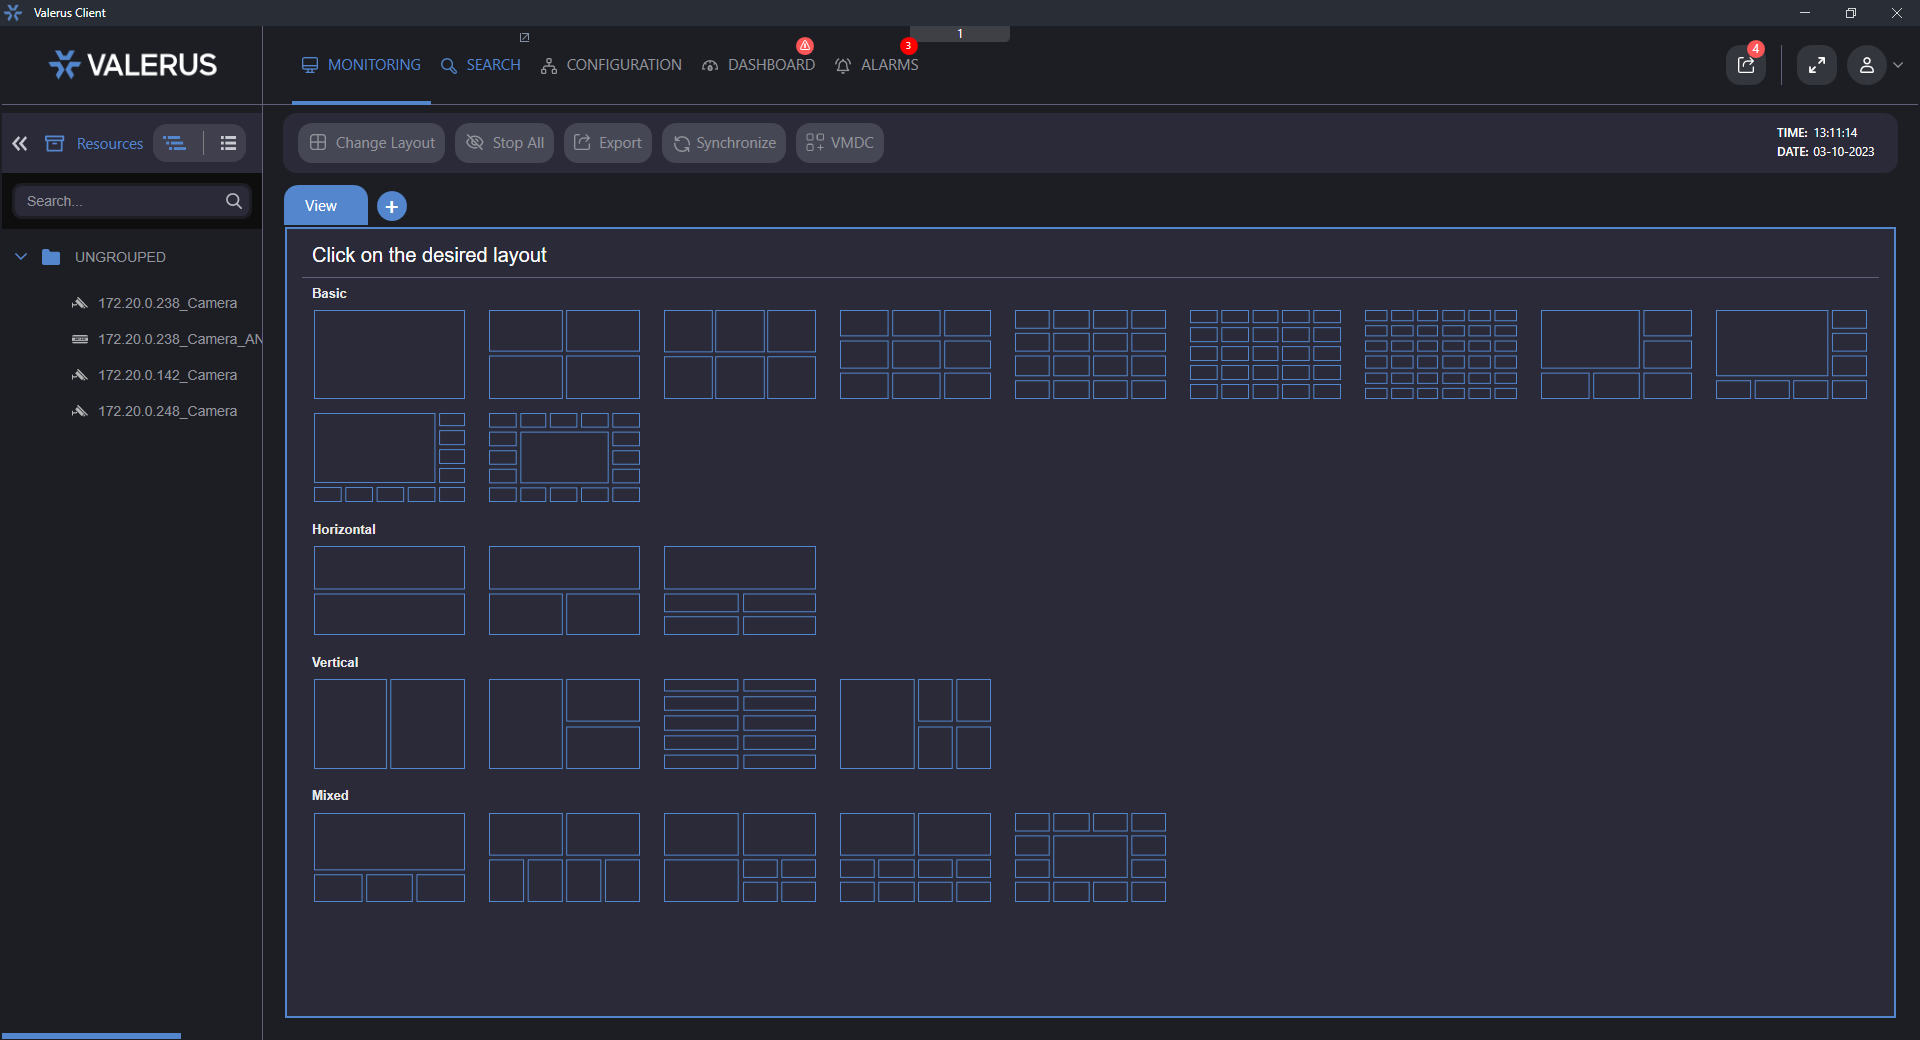 Valerus Client
1
VALERUS
MONITORING
SEARCH
CONFIGURATION
DASHBOARD
3
ALARMS
4
Resources
Change Layout
Stop All
Export
Synchronize
VMDC
TIME: 13:11:14
DATE: 03-10-2023
Search...
View
UNGROUPED
172.20.0.238_Camera
172.20.0.238_Camera_AN
172.20.0.142_Camera
172.20.0.248_Camera
Click on the desired layout
Basic
Horizontal
Vertical
Mixed